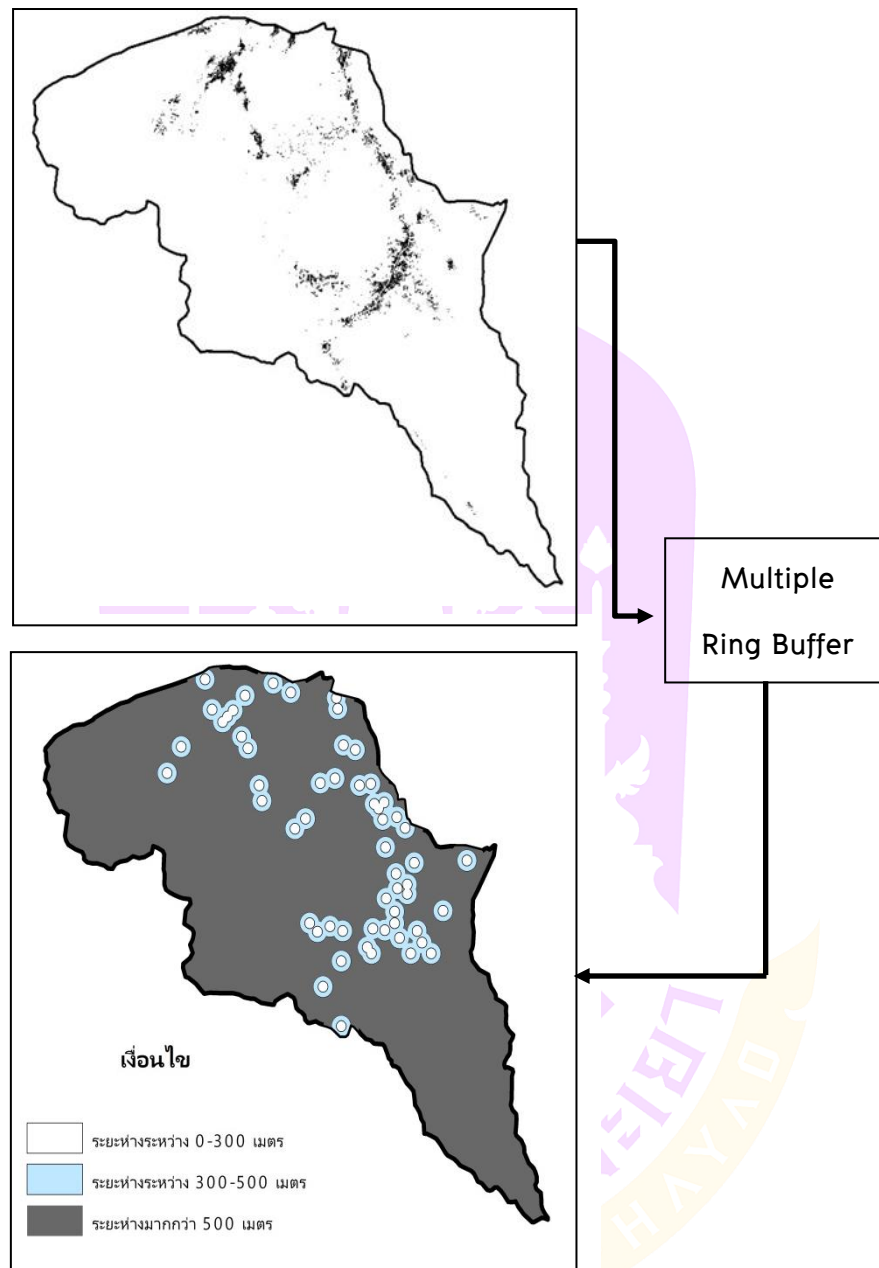 Multiple
Ring Buffer
เงื่อนไข
ระยะห่างระหว่าง 0-300 เมตร
ระยะห่างระหว่าง 300-500 เมตร
ระยะห่างมากกว่า 500 เมตร